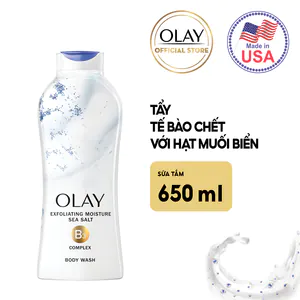 OLAY
OFFICIAL STORE
Made in
USA
TẨY
TẾ BÀO CHẾT
VỚI HẠT MUỐI BIỂN
SỮA TẮM
650 ml
OLAY
EXFOLIATING MOISTURE
SEA SALT
B3
COMPLEX
BODY WASH